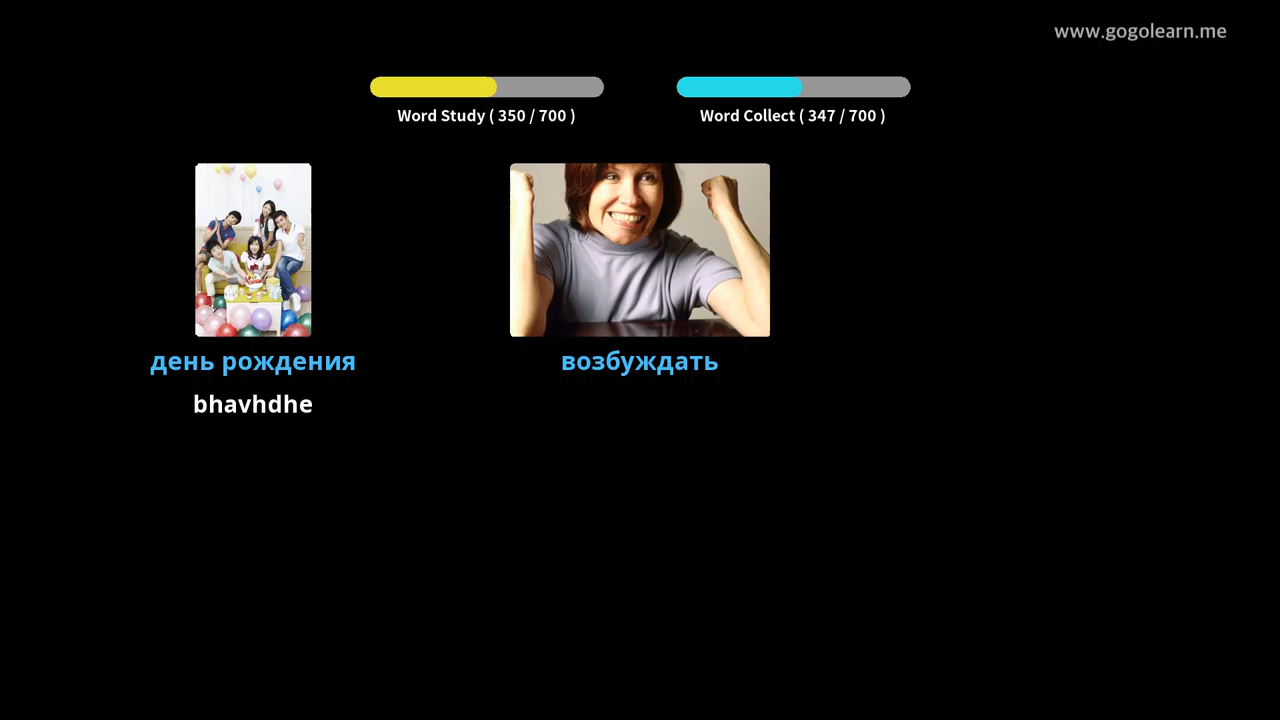 www.gogolearn.me
Word Study ( 350 / 700 )
Word Collect ( 347 / 700 )
день рождения
возбуждать
bhavhdhe